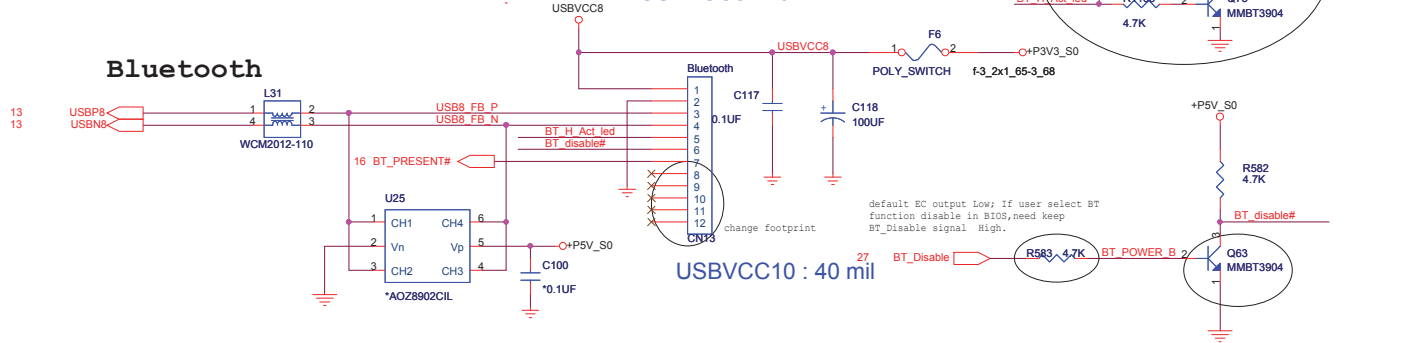 USBVCC8
4.7K
2
MMBT3904
1
F6
USBVCC8
1
2
+P3V3_S0
POLY_SWITCH
f-3_2x1_65-3_68
Bluetooth
Bluetooth
L31
C117
0.1UF
C118
100UF
+
+P5V_S0
13
USBP8
1
2
USB8_FB_P
13
USBN8
4
3
USB8_FB_N
WCM2012-110
BT_H_Act_led
BT_disable#
16 BT_PRESENT#
1
2
3
4
5
6
7
8
9
10
11
12
CN13
change footprint
R582
4.7K
U25
1
CH1
CH4
6
2
Vn
Vp
5
+P5V_S0
3
CH2
CH3
4
*AOZ8902CIL
C100
*0.1UF
USBVCC10 : 40 mil
default EC output Low; If user select BT
function disable in BIOS,need keep
BT_Disable signal High.
BT_disable#
27
BT_Disable
R583
4.7K
BT_POWER_B
2
3
Q63
MMBT3904
1